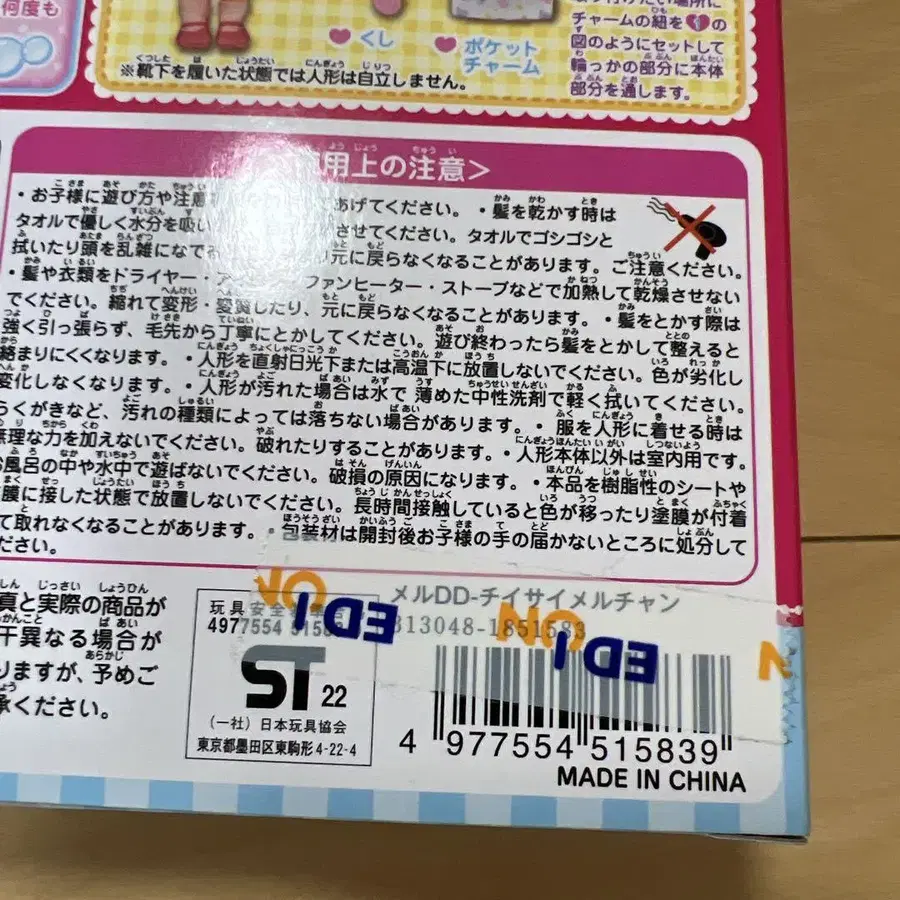 何度も
くし
ポケット
チャーム
チャームの紐を
図のようにセットして
輪っかの部分に本体
部分を通します。
※靴下を履いた状態では人形は自立しません。
用上の注意>
・お子様に遊び方や注意 あげてください。・髪を乾かす時は
タオルで優しく水分を吸い させてください。タオルでゴシゴシと
拭いたり頭を乱雑になで 元に戻らなくなることがあります。ご注意ください。
・髪や衣類をドライヤー・ ファンヒーター・ストーブなどで加熱して乾燥させない
でください。縮れて変形・変質したり、元に戻らなくなることがあります。・髪をとかす際は
強く引っ張らず、毛先から丁寧にとかしてください。遊び終わったら髪をとかして整えると
絡まりにくくなります。・人形を直射日光下または高温下に放置しないでください。色が劣化し
変化しなくなります。・人形が汚れた場合は水で薄めた中性洗剤で軽く拭いてください。
らくがきなど、汚れの種類によっては落ちない場合があります。・服を人形に着せる時は
無理な力を加えないでください。破れたりすることがあります。・人形本体以外は室内用です。
お風呂の中や水中で遊ばないでください。破損の原因になります。・本品を樹脂性のシートや
膜に接した状態で放置しないでください。長時間接触していると色が移ったり塗膜が付着
て取れなくなることがあります。・包装材は開封後お子様の手の届かないところに処分して
ださい。
真と実際の商品が
干異なる場合が
りますが、予めご
承ください。
玩具安全
4977554 5158
ST 22
(一社)日本玩具協会
東京都墨田区東駒形4-22-4
メルDD-チイサイメルチャン
313048-1851583
EDI
ON
EDI
ON
4 977554 515839
MADE IN CHINA